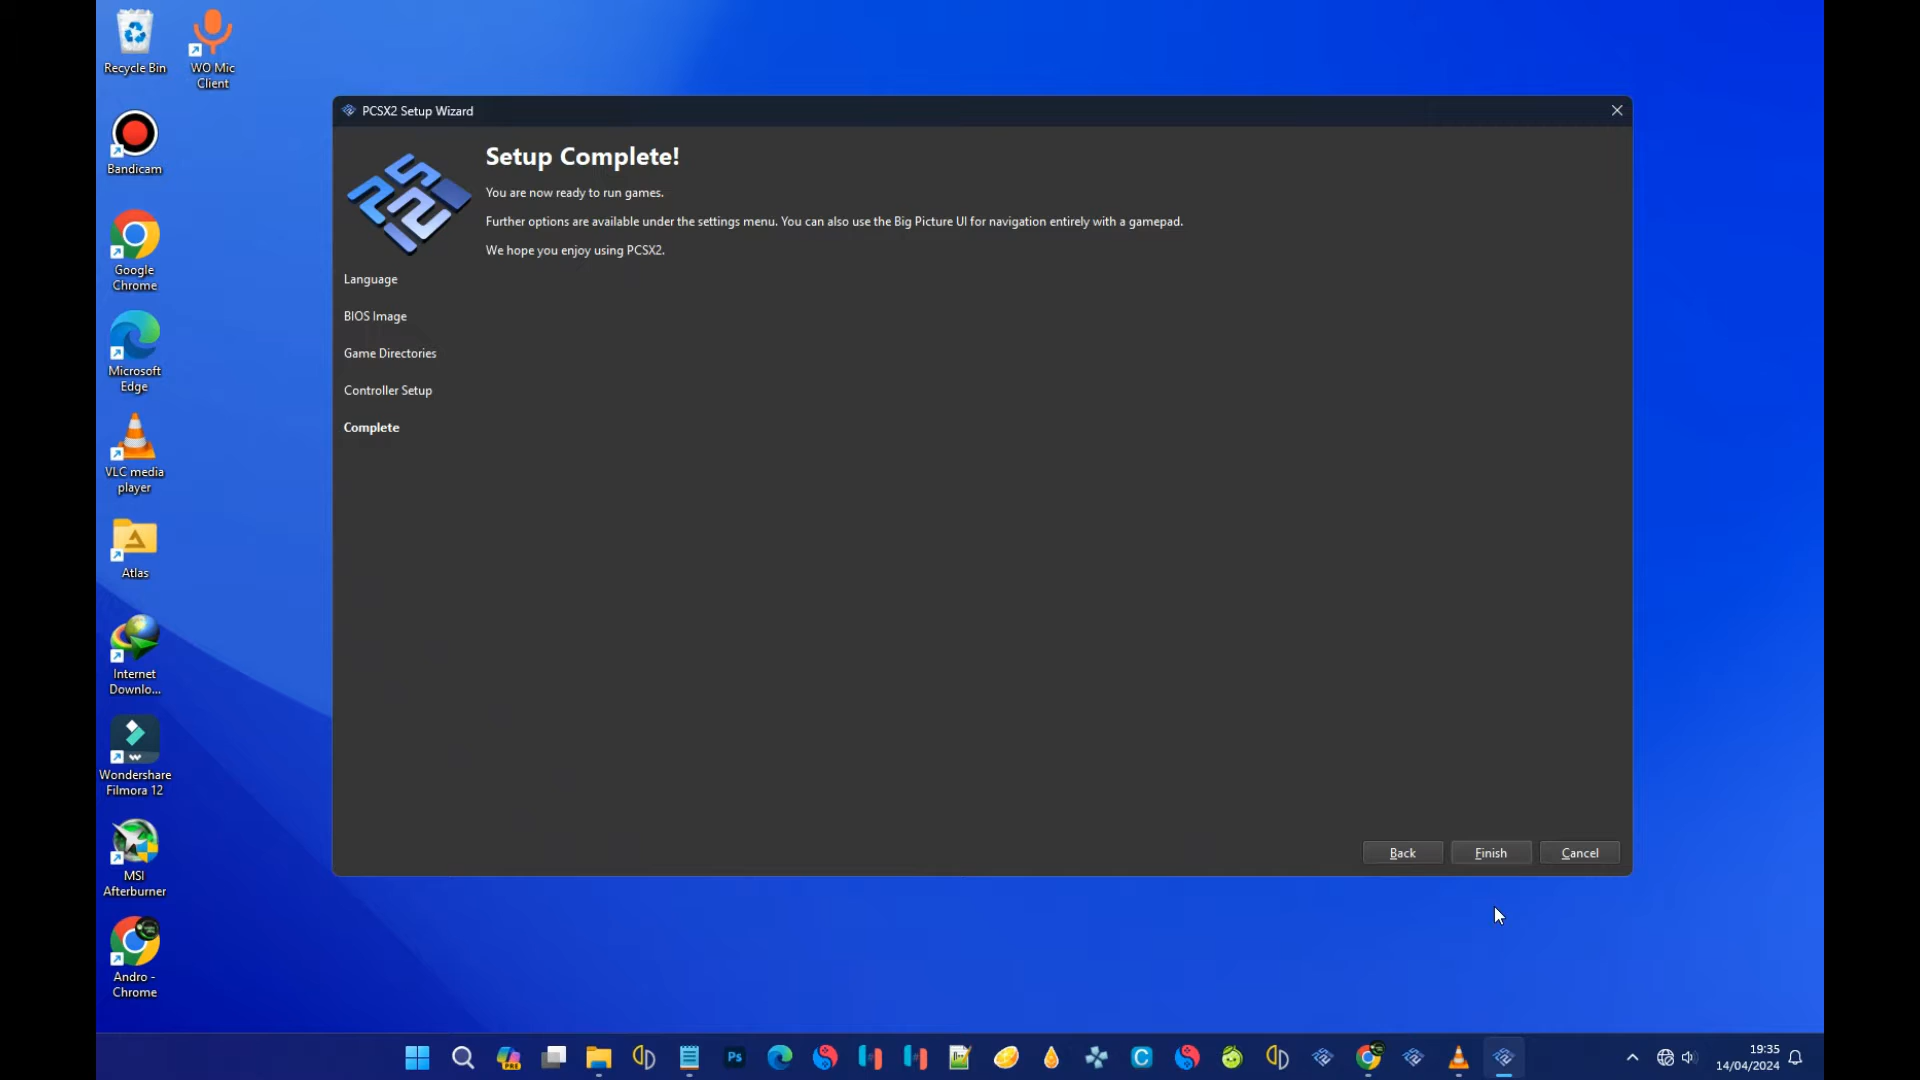 Recycle Bin
WO Mic
Client
Bandicam
Google
Chrome
Microsoft
Edge
VLC media
player
Atlas
Internet
Downlo...
Wondershare
Filmora 12
MSI
Afterburner
Andro -
Chrome
PCSX2 Setup Wizard
Setup Complete!
You are now ready to run games.
Further options are available under the settings menu. You can also use the Big Picture UI for navigation entirely with a gamepad.
We hope you enjoy using PCSX2.
Language
BIOS Image
Game Directories
Controller Setup
Complete
Back
Finish
Cancel
PRE
Ps
C
19:35
14/04/2024